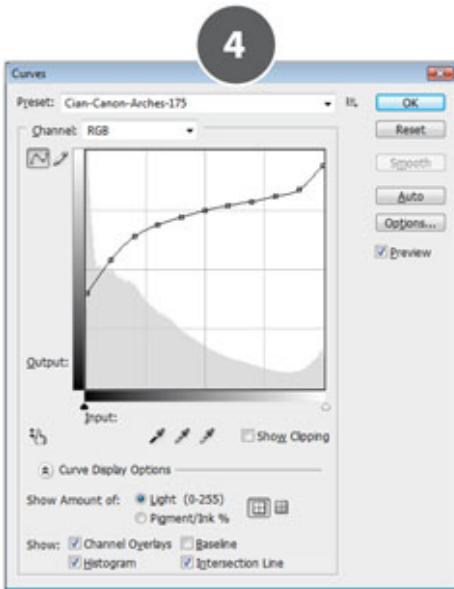 4
Curves
Preset: Cian-Canon-Arches-175
OK
Channel: RGB
Reset
Smooth
Auto
Options...
Preview
Output:
Input:
Show Clipping
Curve Display Options
Show Amount of: Light (0-255)
Pigment/Ink %
Show: Channel Overlays Baseline
Histogram Intersection Line